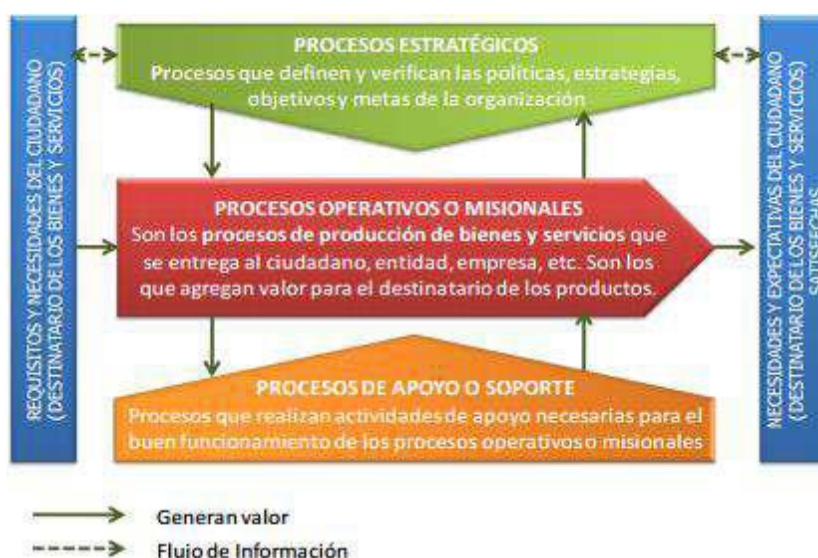 REQUISITOS Y NECESIDADES DEL CIUDADANO
(DESTINATARIO DE LOS BIENES Y SERVICIOS)
PROCESOS ESTRATÉGICOS
Procesos que definen y verifican las políticas, estrategias,
objetivos y metas de la organización
PROCESOS OPERATIVOS O MISIONALES
Son los procesos de producción de bienes y servicios que
se entrega al ciudadano, entidad, empresa, etc. Son los
que agregan valor para el destinatario de los productos.
PROCESOS DE APOYO O SOPORTE
Procesos que realizan actividades de apoyo necesarias para el
buen funcionamiento de los procesos operativos o misionales
NECESIDADES Y EXPECTATIVAS DEL CIUDADANO
(DESTINATARIO DE LOS BIENES Y SERVICIOS)
SATISFECHAS
Generan valor
Flujo de Información